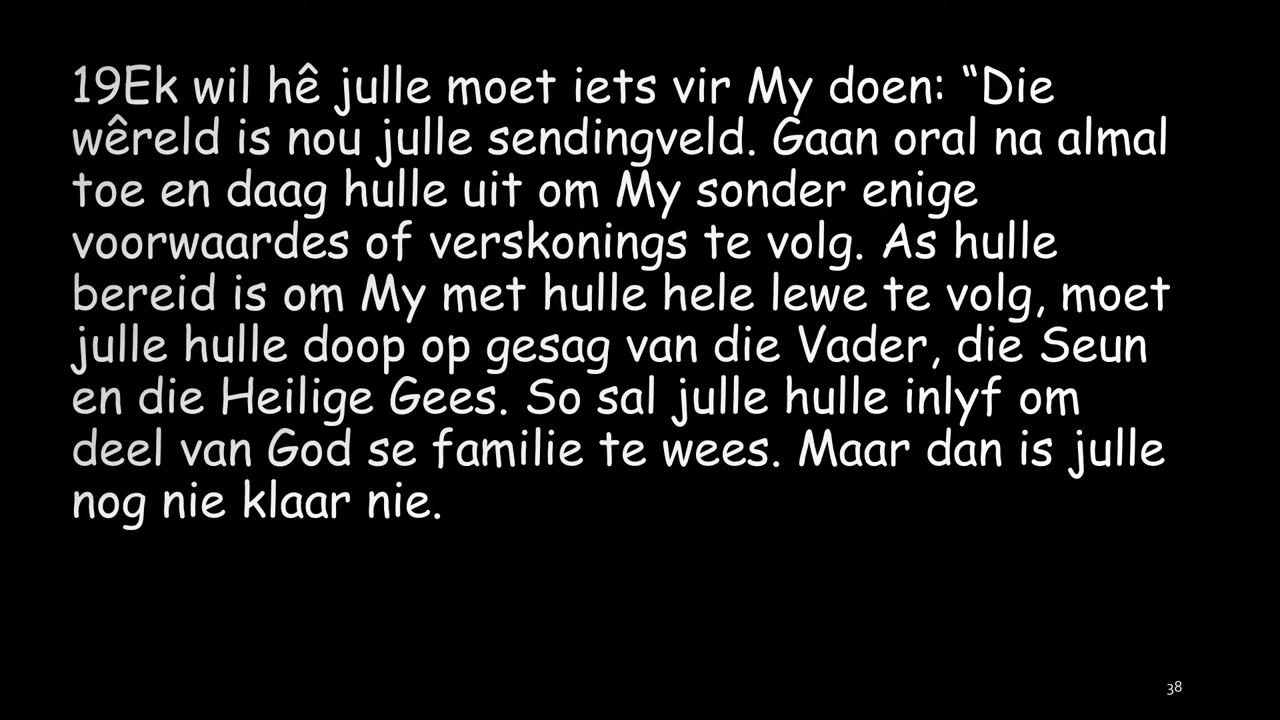 19Ek wil hê julle moet iets vir My doen: “Die
wêreld is nou julle sendingveld. Gaan oral na almal
toe en daag hulle uit om My sonder enige
voorwaardes of verskonings te volg. As hulle
bereid is om My met hulle hele lewe te volg, moet
julle hulle doop op gesag van die Vader, die Seun
en die Heilige Gees. So sal julle hulle inlyf om
deel van God se familie te wees. Maar dan is julle
nog nie klaar nie.
38